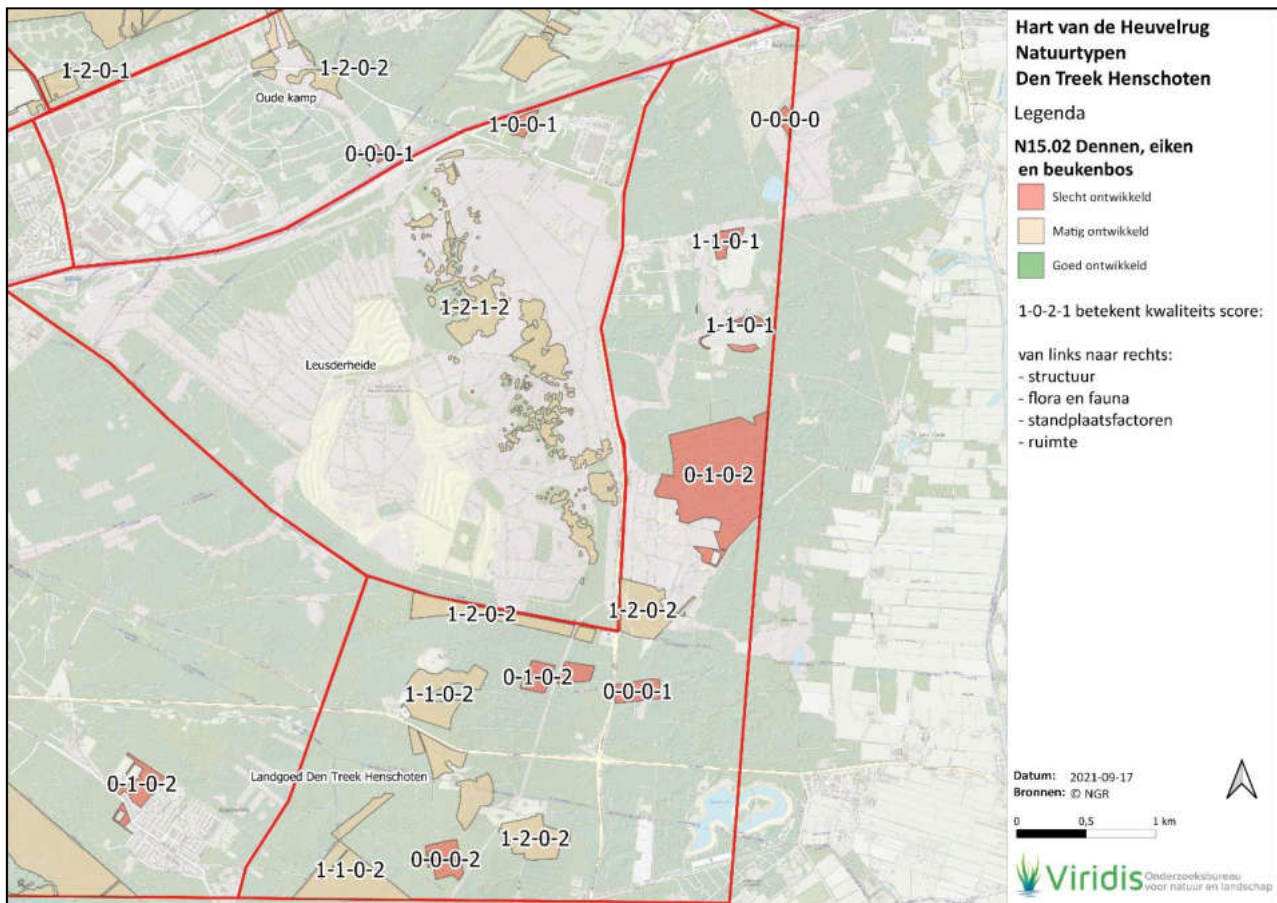 1-2-0-1
1-2-0-2
Oude kamp
1-0-0-1
0-0-0-1
0-0-0-0
1-1-0-1
1-2-1-2
1-1-0-1
Leusderheide
0-1-0-2
1-2-0-2
1-2-0-2
0-1-0-2
1-1-0-2
0-0-0-1
Landgoed Den Treek Henschoten
0-1-0-2
1-2-0-2
0-0-0-2
1-1-0-2
Hart van de Heuvelrug
Natuurtypen
Den Treek Henschoten
Legenda
N15.02 Dennen, eiken
en beukenbos
Slecht ontwikkeld
Matig ontwikkeld
Goed ontwikkeld
1-0-2-1 betekent kwaliteits score:
van links naar rechts:
- structuur
- flora en fauna
- standplaatsfactoren
- ruimte
Datum: 2021-09-17
Bronnen: © NGR
0 0,5 1 km
Viridis Onderzoeksbureau
voor natuur en landschap